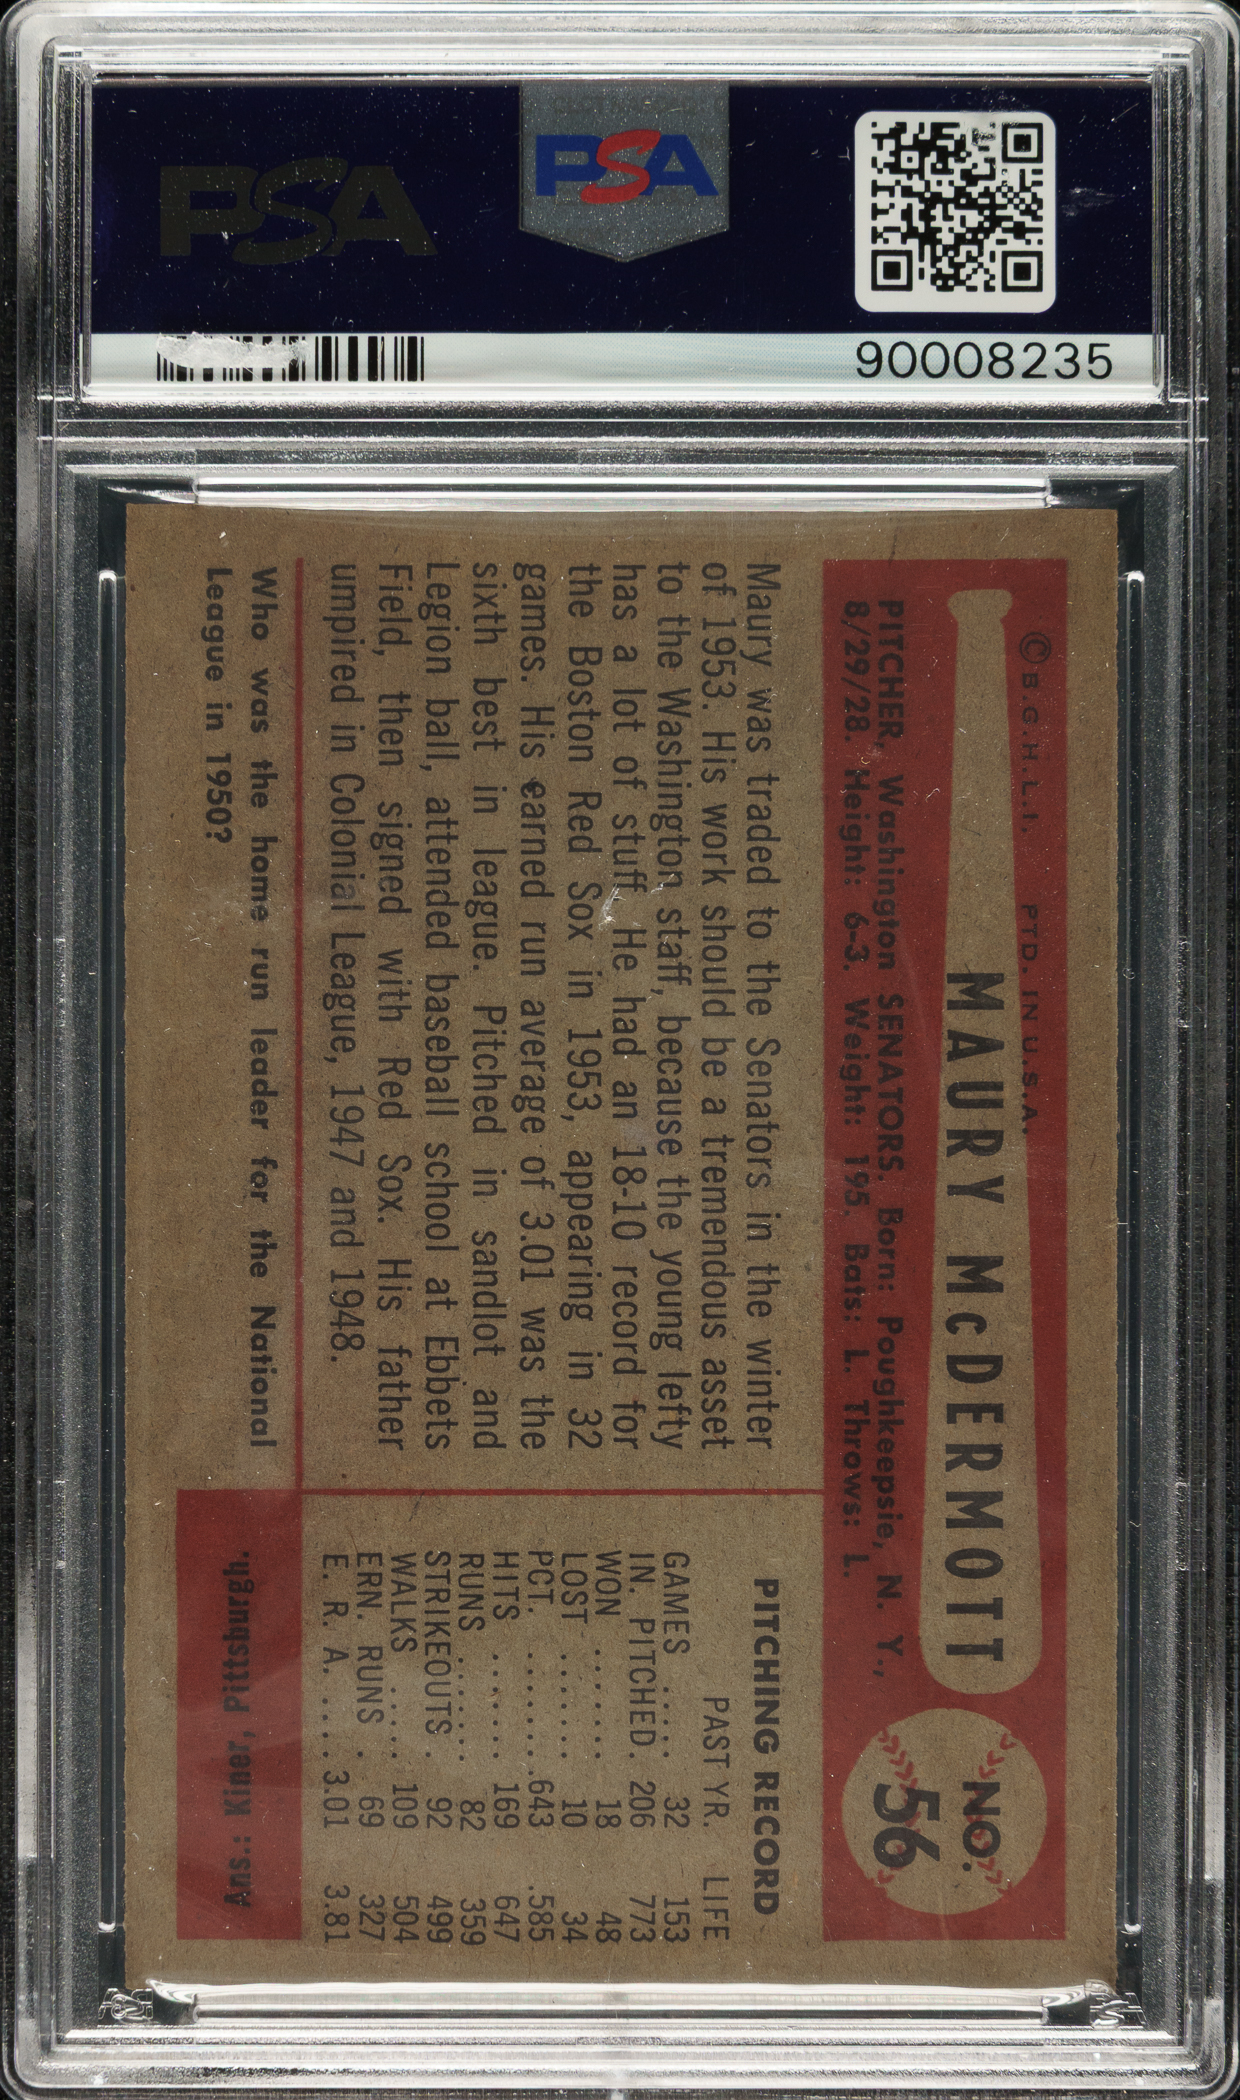 PSA
PSA
90008235
© B.G.H.L.I. PTD. IN U.S.A.
MAURY McDERMOTT
NO.
56
PITCHER, Washington SENATORS. Born: Poughkeepsie, N. Y.,
8/29/28. Height: 6-3. Weight: 195. Bats: L. Throws: L.
Maury was traded to the Senators in the winter
of 1953. His work should be a tremendous asset
to the Washington staff, because the young lefty
has a lot of stuff. He had an 18-10 record for
the Boston Red Sox in 1953, appearing in 32
games. His earned run average of 3.01 was the
sixth best in league. Pitched in sandlot and
Legion ball, attended baseball school at Ebbets
Field, then signed with Red Sox. His father
umpired in Colonial League, 1947 and 1948.
PITCHING RECORD
PAST YR. LIFE
GAMES ..... 32 153
IN. PITCHED. 206 773
WON ....... 18 48
LOST ....... 10 34
PCT. ....... .643 .585
HITS ...... 169 647
RUNS ...... 82 359
STRIKEOUTS . 92 499
WALKS ..... 109 504
ERN. RUNS . 69 327
E. R. A. .... 3.01 3.81
Who was the home run leader for the National
League in 1950?
Ans.: Kiner, Pittsburgh.